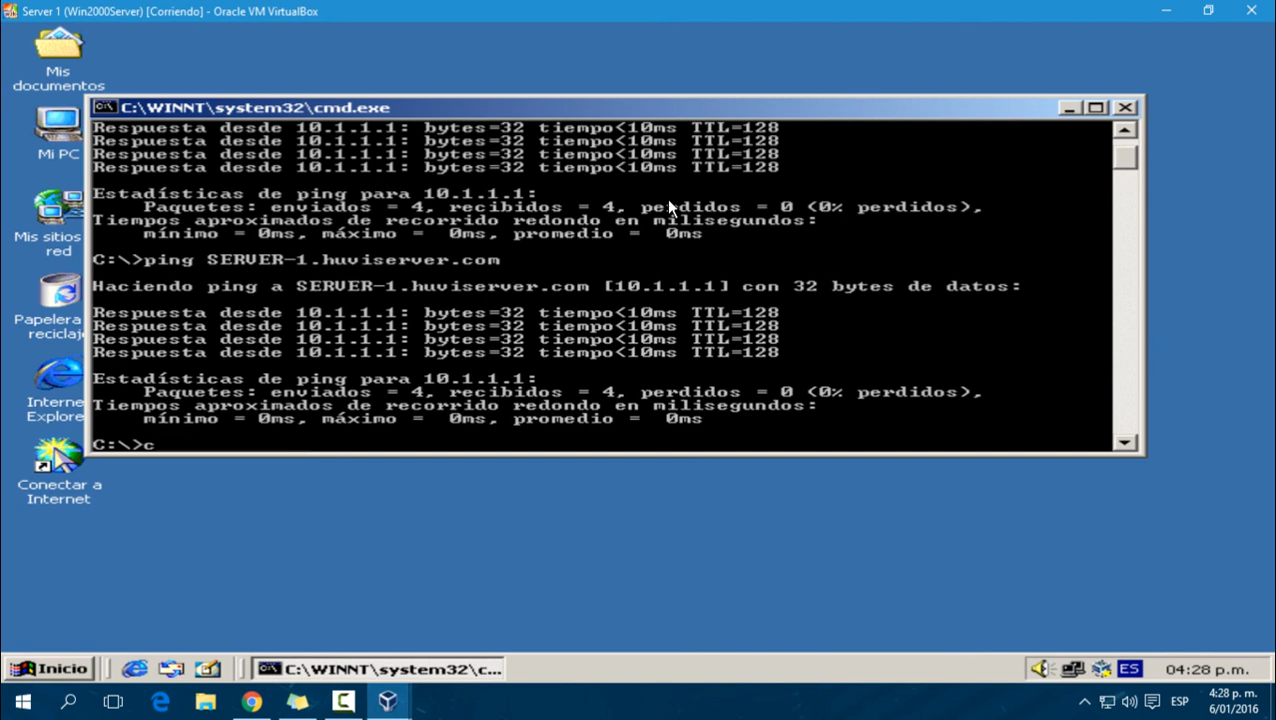 Server 1 (Win2000Server) [Corriendo] - Oracle VM VirtualBox
Mis
documentos
Mi PC
Mis sitios
red
Papelera
reciclaj
Interne
Explore
Conectar a
Internet
C:\WINNT\system32\cmd.exe
Respuesta desde 10.1.1.1: bytes=32 tiempo<10ms TTL=128
Respuesta desde 10.1.1.1: bytes=32 tiempo<10ms TTL=128
Respuesta desde 10.1.1.1: bytes=32 tiempo<10ms TTL=128
Respuesta desde 10.1.1.1: bytes=32 tiempo<10ms TTL=128
Estadísticas de ping para 10.1.1.1:
Paquetes: enviados = 4, recibidos = 4, perdidos = 0 (0% perdidos),
Tiempos aproximados de recorrido redondo en milisegundos:
mínimo = 0ms, máximo =  0ms, promedio =  0ms
C:\>ping SERVER-1.huviserver.com
Haciendo ping a SERVER-1.huviserver.com [10.1.1.1] con 32 bytes de datos:
Respuesta desde 10.1.1.1: bytes=32 tiempo<10ms TTL=128
Respuesta desde 10.1.1.1: bytes=32 tiempo<10ms TTL=128
Respuesta desde 10.1.1.1: bytes=32 tiempo<10ms TTL=128
Respuesta desde 10.1.1.1: bytes=32 tiempo<10ms TTL=128
Estadísticas de ping para 10.1.1.1:
Paquetes: enviados = 4, recibidos = 4, perdidos = 0 (0% perdidos),
Tiempos aproximados de recorrido redondo en milisegundos:
mínimo = 0ms, máximo =  0ms, promedio =  0ms
C:\>c
Inicio
C:\WINNT\system32\c...
ES
04:28 p.m.
ESP
4:28 p. m.
6/01/2016